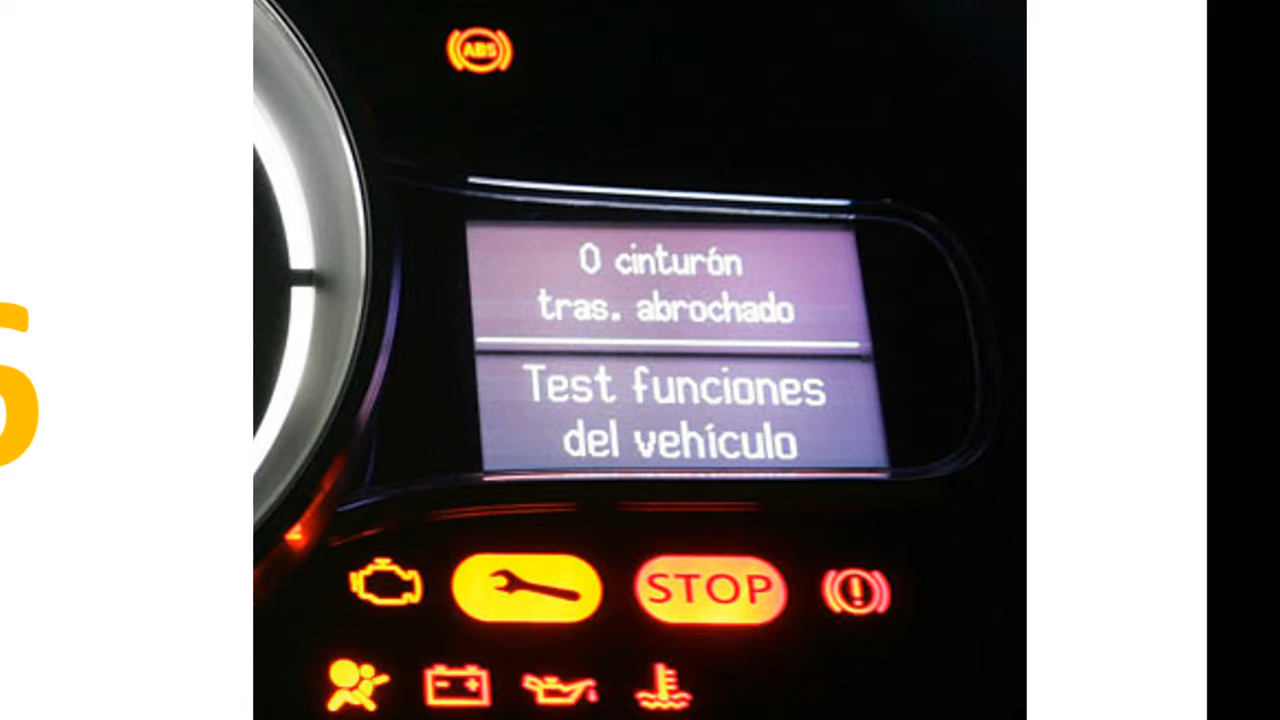 ABS
0 cinturón
tras. abrochado
Test funciones
del vehículo
STOP